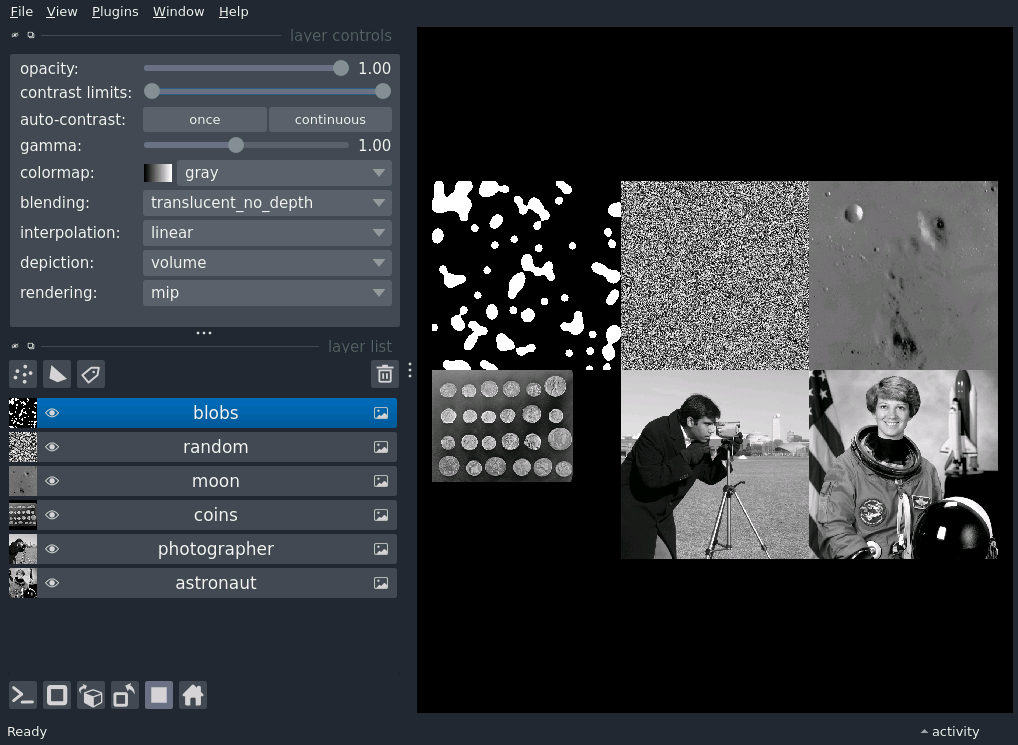 File View Plugins Window Help
layer controls
opacity: 1.00
contrast limits:
auto-contrast: once continuous
gamma: 1.00
colormap: gray
blending: translucent_no_depth
interpolation: linear
depiction: volume
rendering: mip
layer list
blobs
random
moon
coins
photographer
astronaut
Ready activity